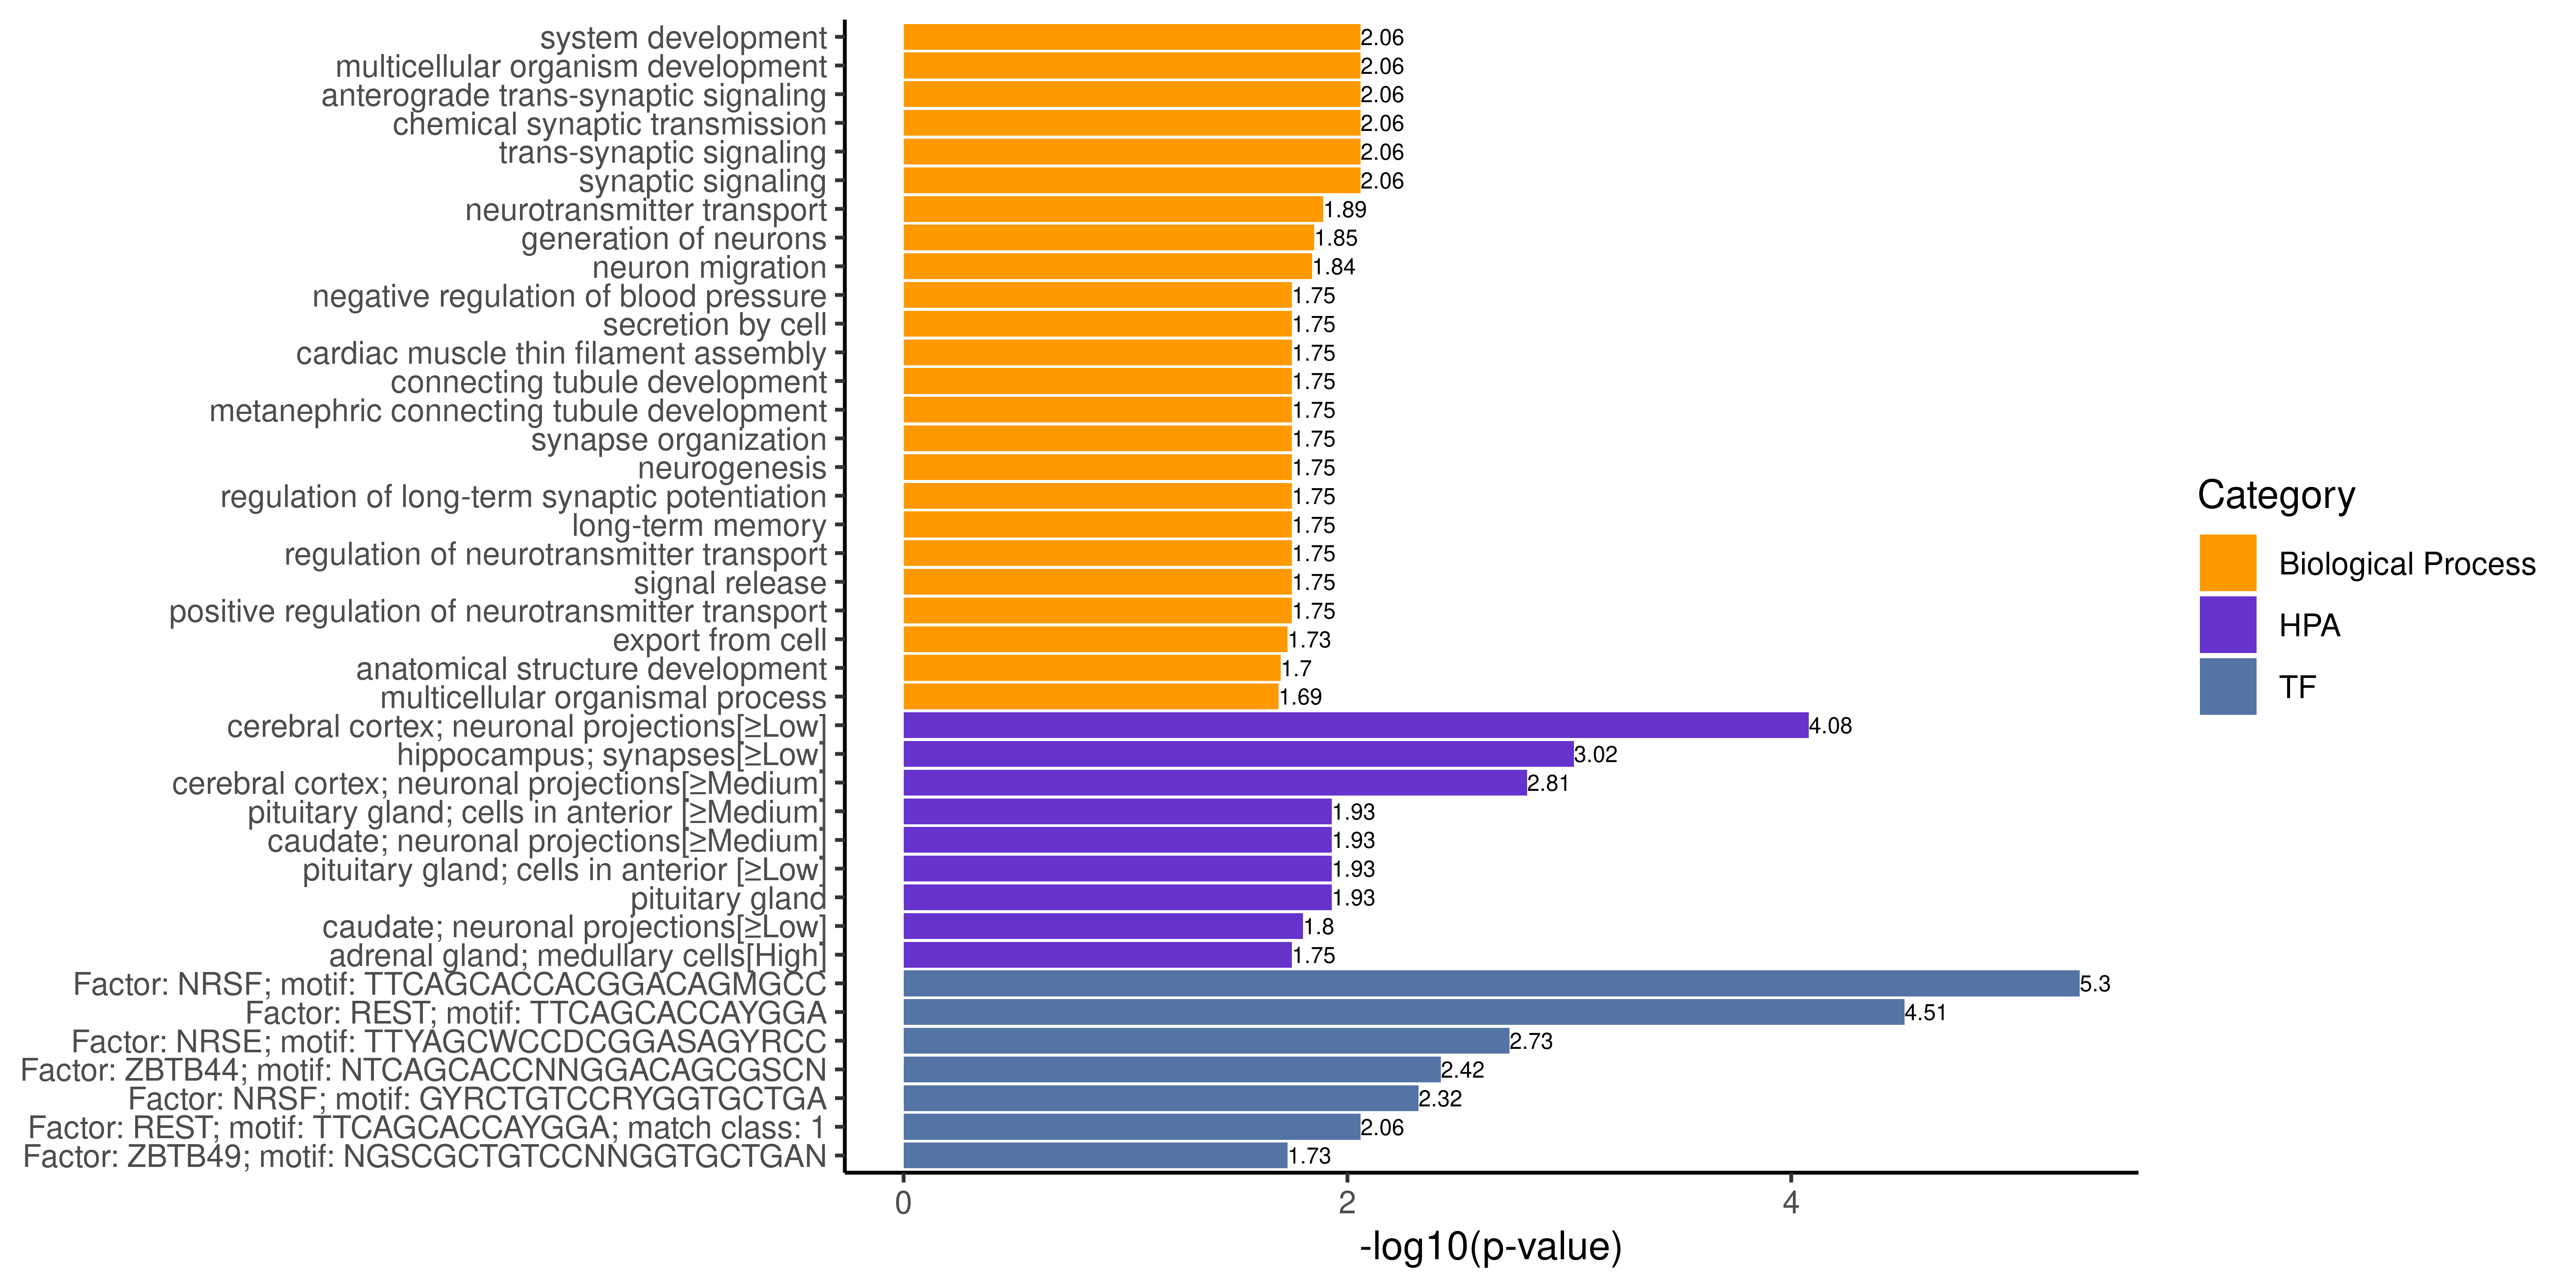 system development 2.06
multicellular organism development 2.06
anterograde trans-synaptic signaling 2.06
chemical synaptic transmission 2.06
trans-synaptic signaling 2.06
synaptic signaling 2.06
neurotransmitter transport 1.89
generation of neurons 1.85
neuron migration 1.84
negative regulation of blood pressure 1.75
secretion by cell 1.75
cardiac muscle thin filament assembly 1.75
connecting tubule development 1.75
metanephric connecting tubule development 1.75
synapse organization 1.75
neurogenesis 1.75
regulation of long-term synaptic potentiation 1.75
long-term memory 1.75
regulation of neurotransmitter transport 1.75
signal release 1.75
positive regulation of neurotransmitter transport 1.75
export from cell 1.73
anatomical structure development 1.7
multicellular organismal process 1.69
cerebral cortex; neuronal projections[≥Low] 4.08
hippocampus; synapses[≥Low] 3.02
cerebral cortex; neuronal projections[≥Medium] 2.81
pituitary gland; cells in anterior [≥Medium] 1.93
caudate; neuronal projections[≥Medium] 1.93
pituitary gland; cells in anterior [≥Low] 1.93
pituitary gland 1.93
caudate; neuronal projections[≥Low] 1.8
adrenal gland; medullary cells[High] 1.75
Factor: NRSF; motif: TTCAGCACCACGGACAGMGCC 5.3
Factor: REST; motif: TTCAGCACCAYGGA 4.51
Factor: NRSE; motif: TTYAGCWCCDCGGASAGYRCC 2.73
Factor: ZBTB44; motif: NTCAGCACCNNGGACAGCGSCN 2.42
Factor: NRSF; motif: GYRCTGTCCRYGGTGCTGA 2.32
Factor: REST; motif: TTCAGCACCAYGGA; match class: 1 2.06
Factor: ZBTB49; motif: NGSCGCTGTCCNNGGTGCTGAN 1.73
0 2 4
-log10(p-value)
Category
Biological Process
HPA
TF